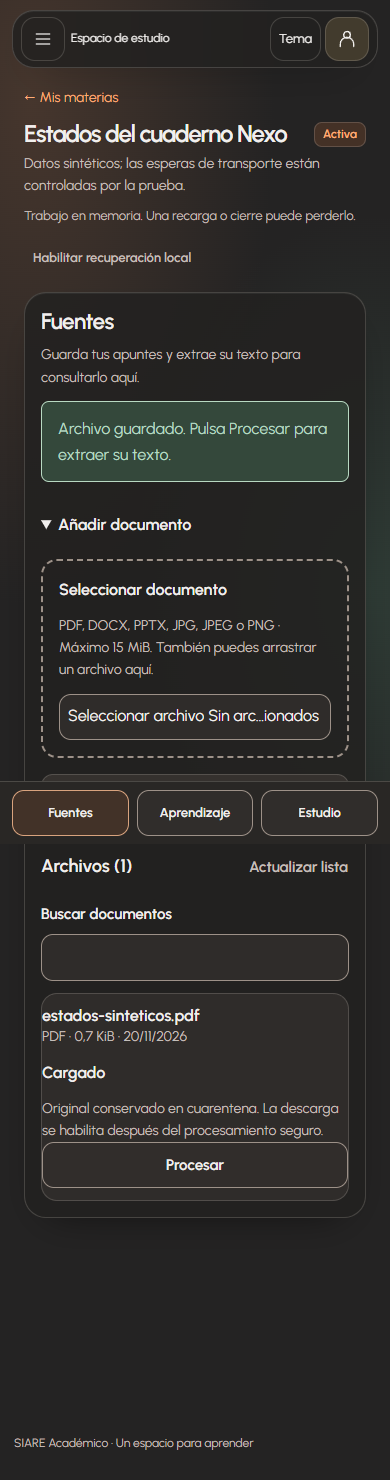 Espacio de estudio
Tema
← Mis materias
Estados del cuaderno Nexo
Activa
Datos sintéticos; las esperas de transporte están
controladas por la prueba.
Trabajo en memoria. Una recarga o cierre puede perderlo.
Habilitar recuperación local
Fuentes
Guarda tus apuntes y extrae su texto para
consultarlo aquí.
Archivo guardado. Pulsa Procesar para
extraer su texto.
▼ Añadir documento
Seleccionar documento
PDF, DOCX, PPTX, JPG, JPEG o PNG ·
Máximo 15 MiB. También puedes arrastrar
un archivo aquí.
Seleccionar archivo Sin arc...ionados
Fuentes
Aprendizaje
Estudio
Archivos (1)
Actualizar lista
Buscar documentos
estados-sinteticos.pdf
PDF · 0,7 KiB · 20/11/2026
Cargado
Original conservado en cuarentena. La descarga
se habilita después del procesamiento seguro.
Procesar
SIARE Académico · Un espacio para aprender